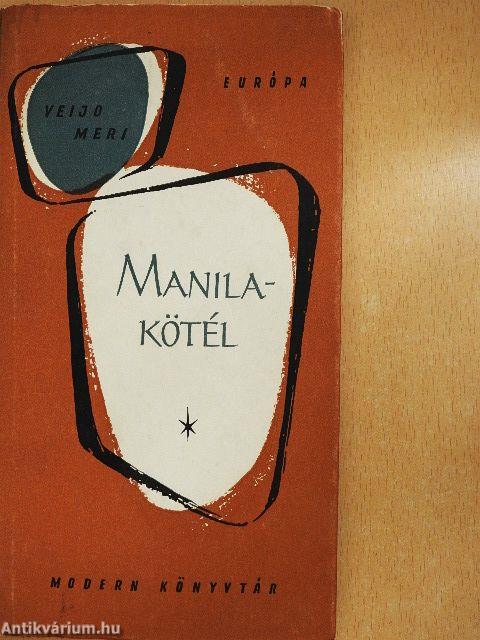 EURÓPA
VEIJO
MERI
MANILA-
KÖTÉL
MODERN KÖNYVTÁR
Antikvárium.hu